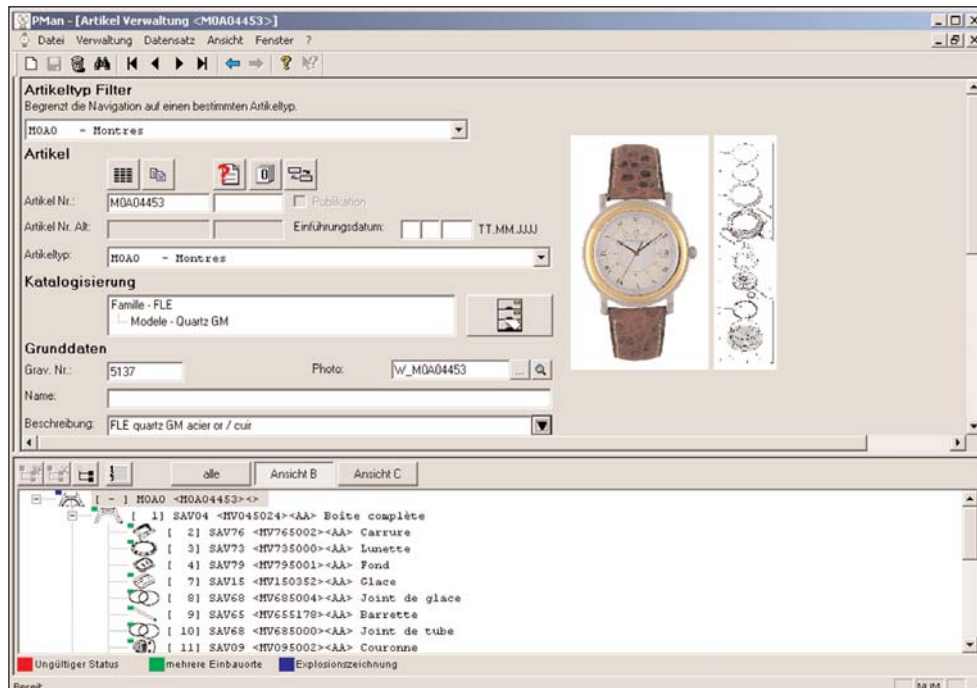 PMan - [Artikel Verwaltung <M0A04453>]
Datei Verwaltung Datensatz Ansicht Fenster ?
Artikeltyp Filter
Begrenzt die Navigation auf einen bestimmten Artikeltyp.
M0A0 - Montres
Artikel
Artikel Nr.: M0A04453 Publikation
Artikel Nr. Alt: Einführungsdatum: TT.MM.JJJJ
Artikeltyp: M0A0 - Montres
Katalogisierung
Famille - FLE
Modele - Quartz GM
Grunddaten
Grav. Nr.: 5137 Photo: W_M0A04453 ...
Name:
Beschreibung: FLE quartz GM acier or / cuir
alle Ansicht B Ansicht C
[ - ] M0A0 <M0A04453><>
[ 1] SAV04 <MV045024><AA> Boîte complète
[ 2] SAV76 <MV765002><AA> Carrure
[ 3] SAV73 <MV735000><AA> Lunette
[ 4] SAV79 <MV795001><AA> Fond
[ 7] SAV15 <MV150352><AA> Glace
[ 8] SAV68 <MV685004><AA> Joint de glace
[ 9] SAV65 <MV655178><AA> Barrette
[ 10] SAV68 <MV685000><AA> Joint de tube
[ 11] SAV09 <MV095002><AA> Couronne
Ungültiger Status mehrere Einbauorte Explosionszeichnung
Bereit NUM